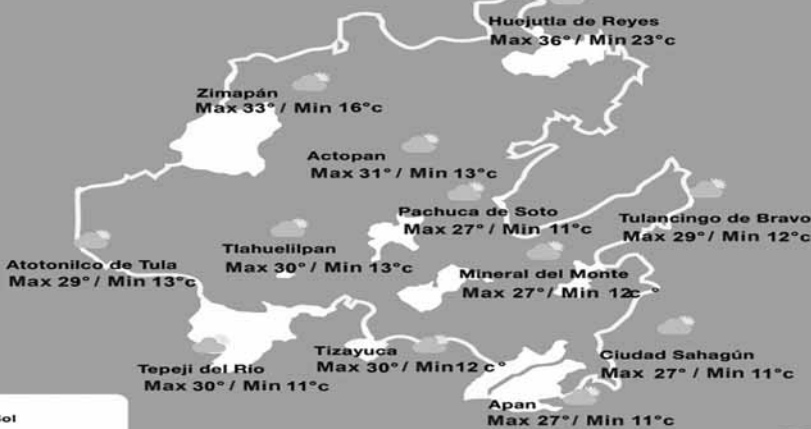 Huejutla de Reyes
Max 36°/ Min 23°c
Zimapán
Max 33° / Min 16°c
Actopan
Max 31° / Min 13°c
Pachuca de Soto
Max 27° / Min 11°c
Tulancingo de Bravo
Max 29° / Min 12°c
Tlahuelilpan
Max 30° / Min 13°c
Atotonilco de Tula
Max 29° / Min 13°c
Mineral del Monte
Max 27°/ Min 12c °
Tepeji del Río
Max 30° / Min 11°c
Tizayuca
Max 30°/ Min12 c°
Ciudad Sahagún
Max 27° / Min 11°c
Apan
Max 27°/ Min 11°c
Sol